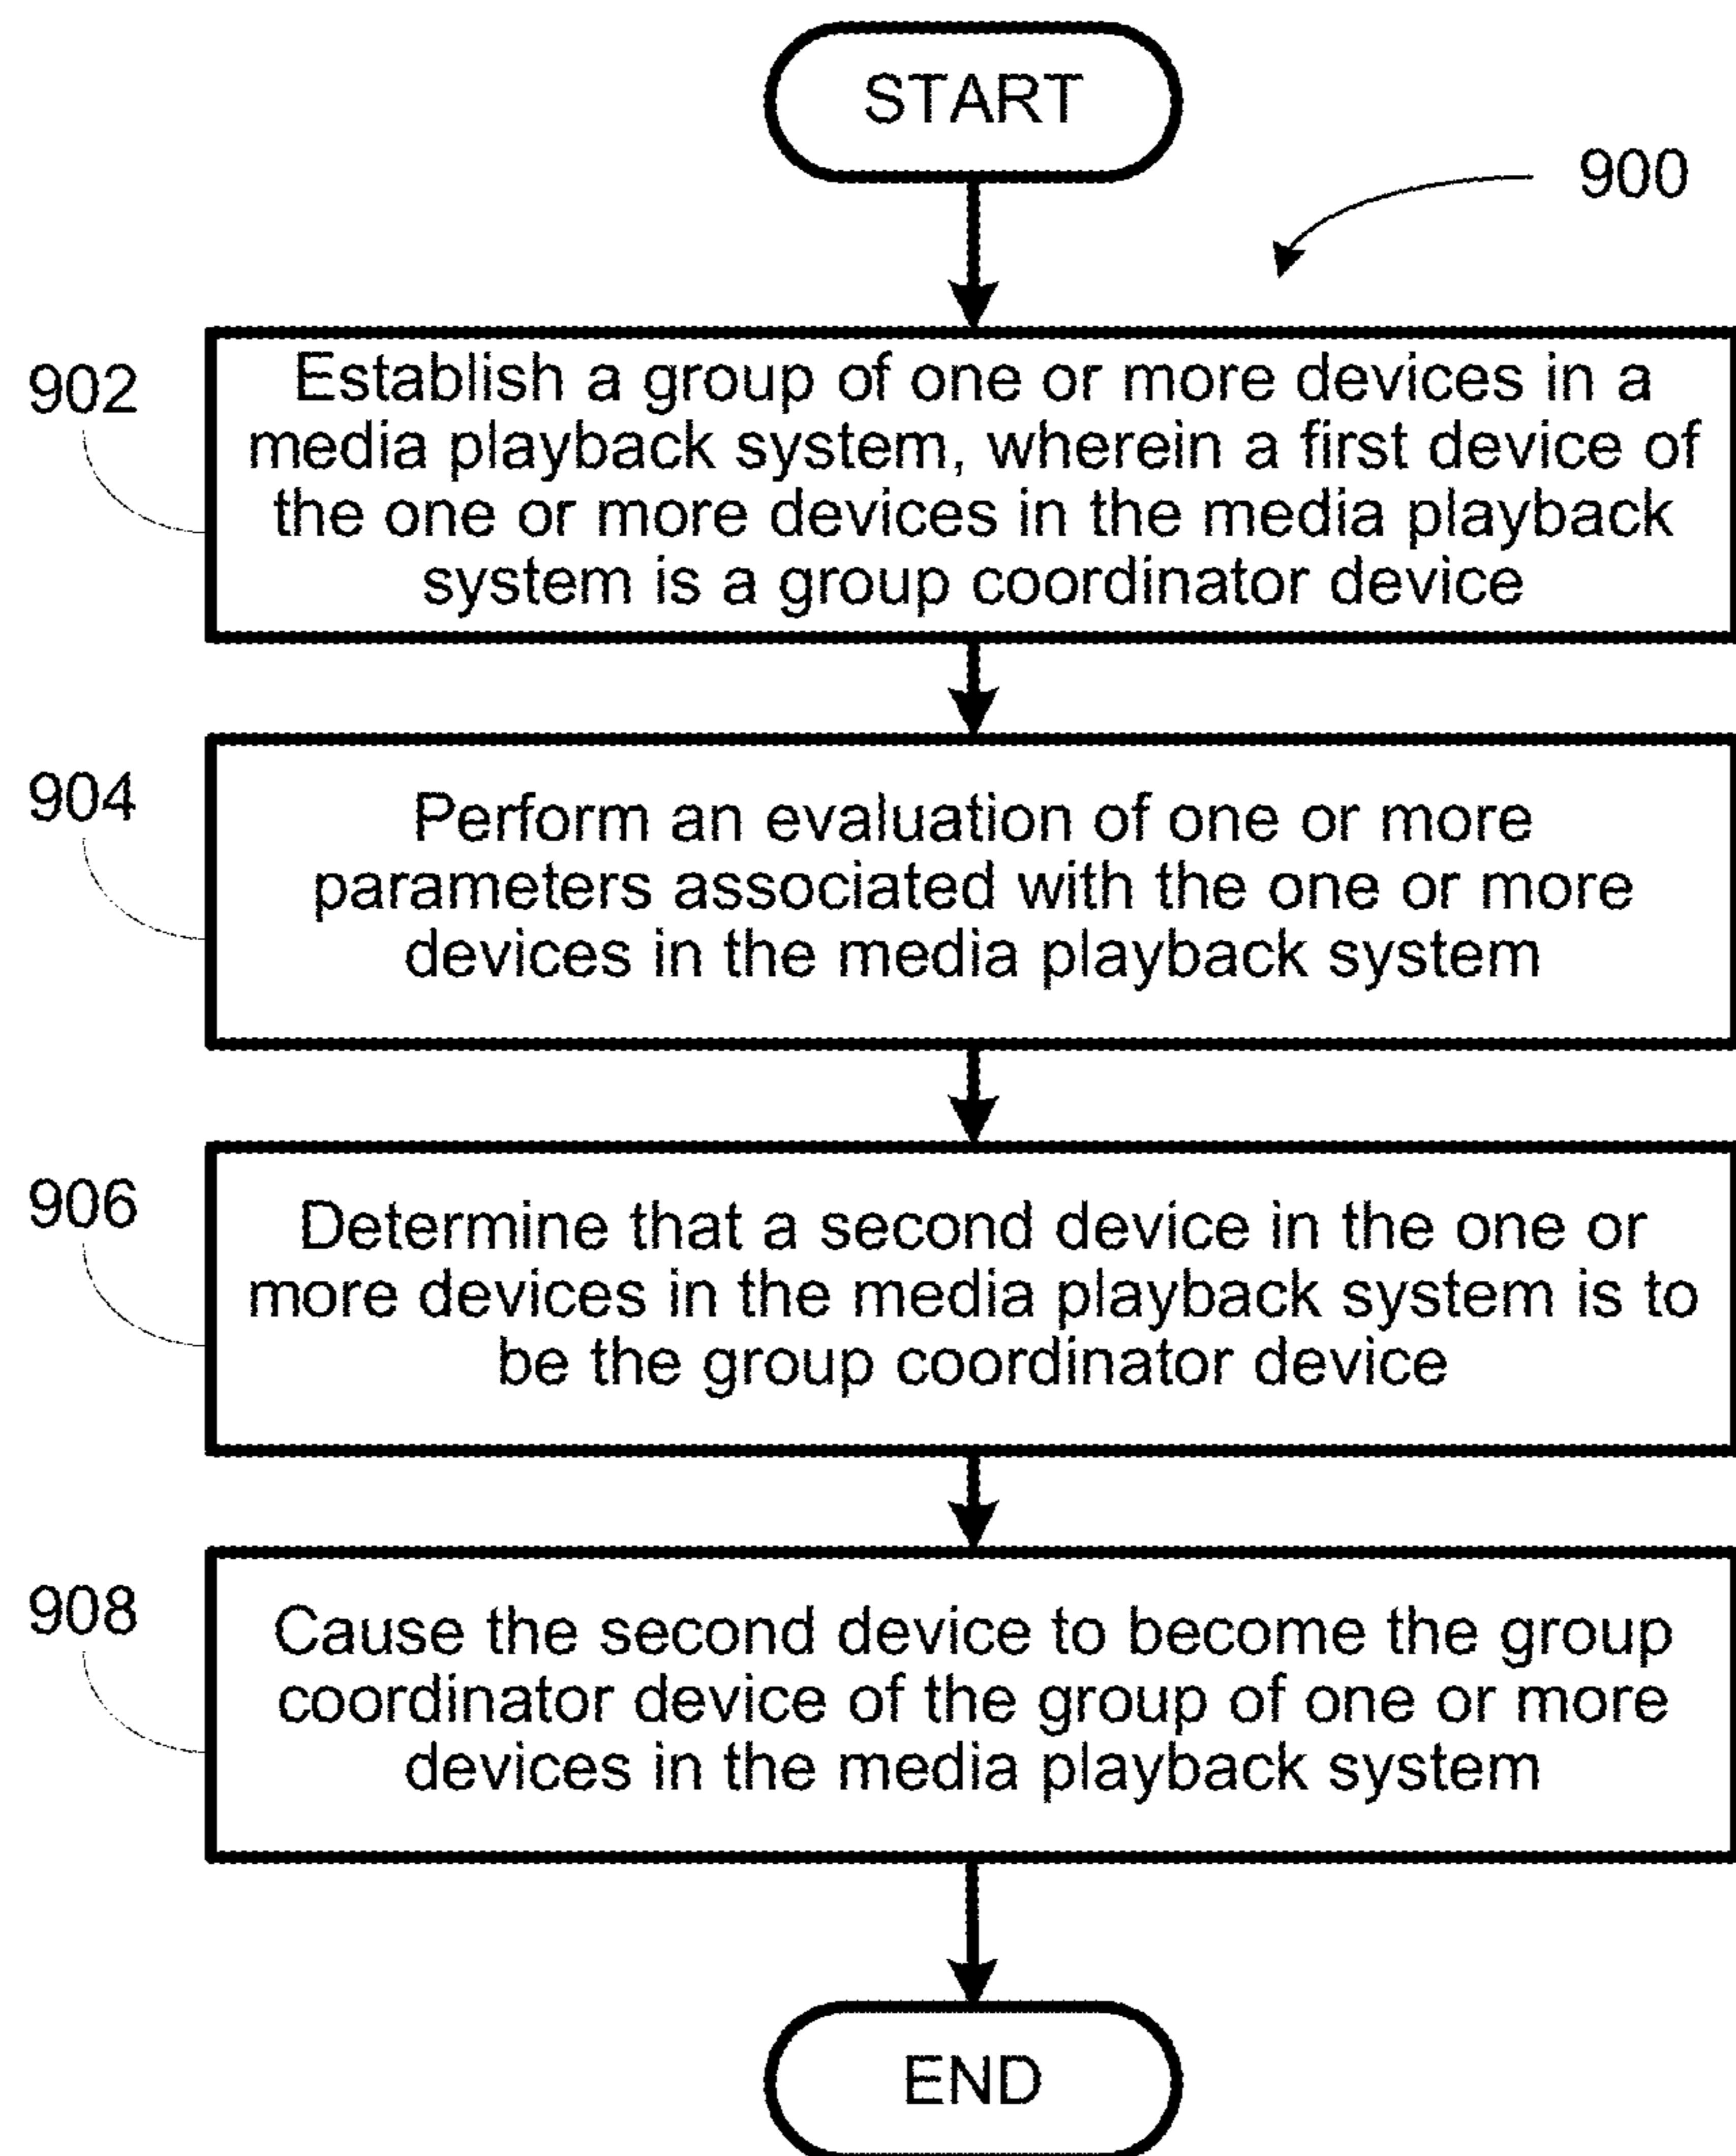 START
900
902
Establish a group of one or more devices in a
media playback system, wherein a first device of
the one or more devices in the media playback
system is a group coordinator device
904
Perform an evaluation of one or more
parameters associated with the one or more
devices in the media playback system
906
Determine that a second device in the one or
more devices in the media playback system is to
be the group coordinator device
908
Cause the second device to become the group
coordinator device of the group of one or more
devices in the media playback system
END